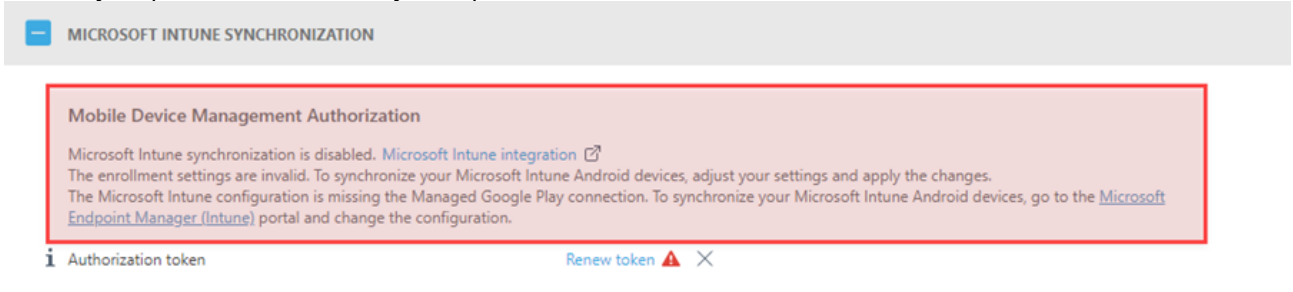 MICROSOFT INTUNE SYNCHRONIZATION
Mobile Device Management Authorization
Microsoft Intune synchronization is disabled. Microsoft Intune integration
The enrollment settings are invalid. To synchronize your Microsoft Intune Android devices, adjust your settings and apply the changes.
The Microsoft Intune configuration is missing the Managed Google Play connection. To synchronize your Microsoft Intune Android devices, go to the Microsoft
Endpoint Manager (Intune) portal and change the configuration.
i Authorization token Renew token